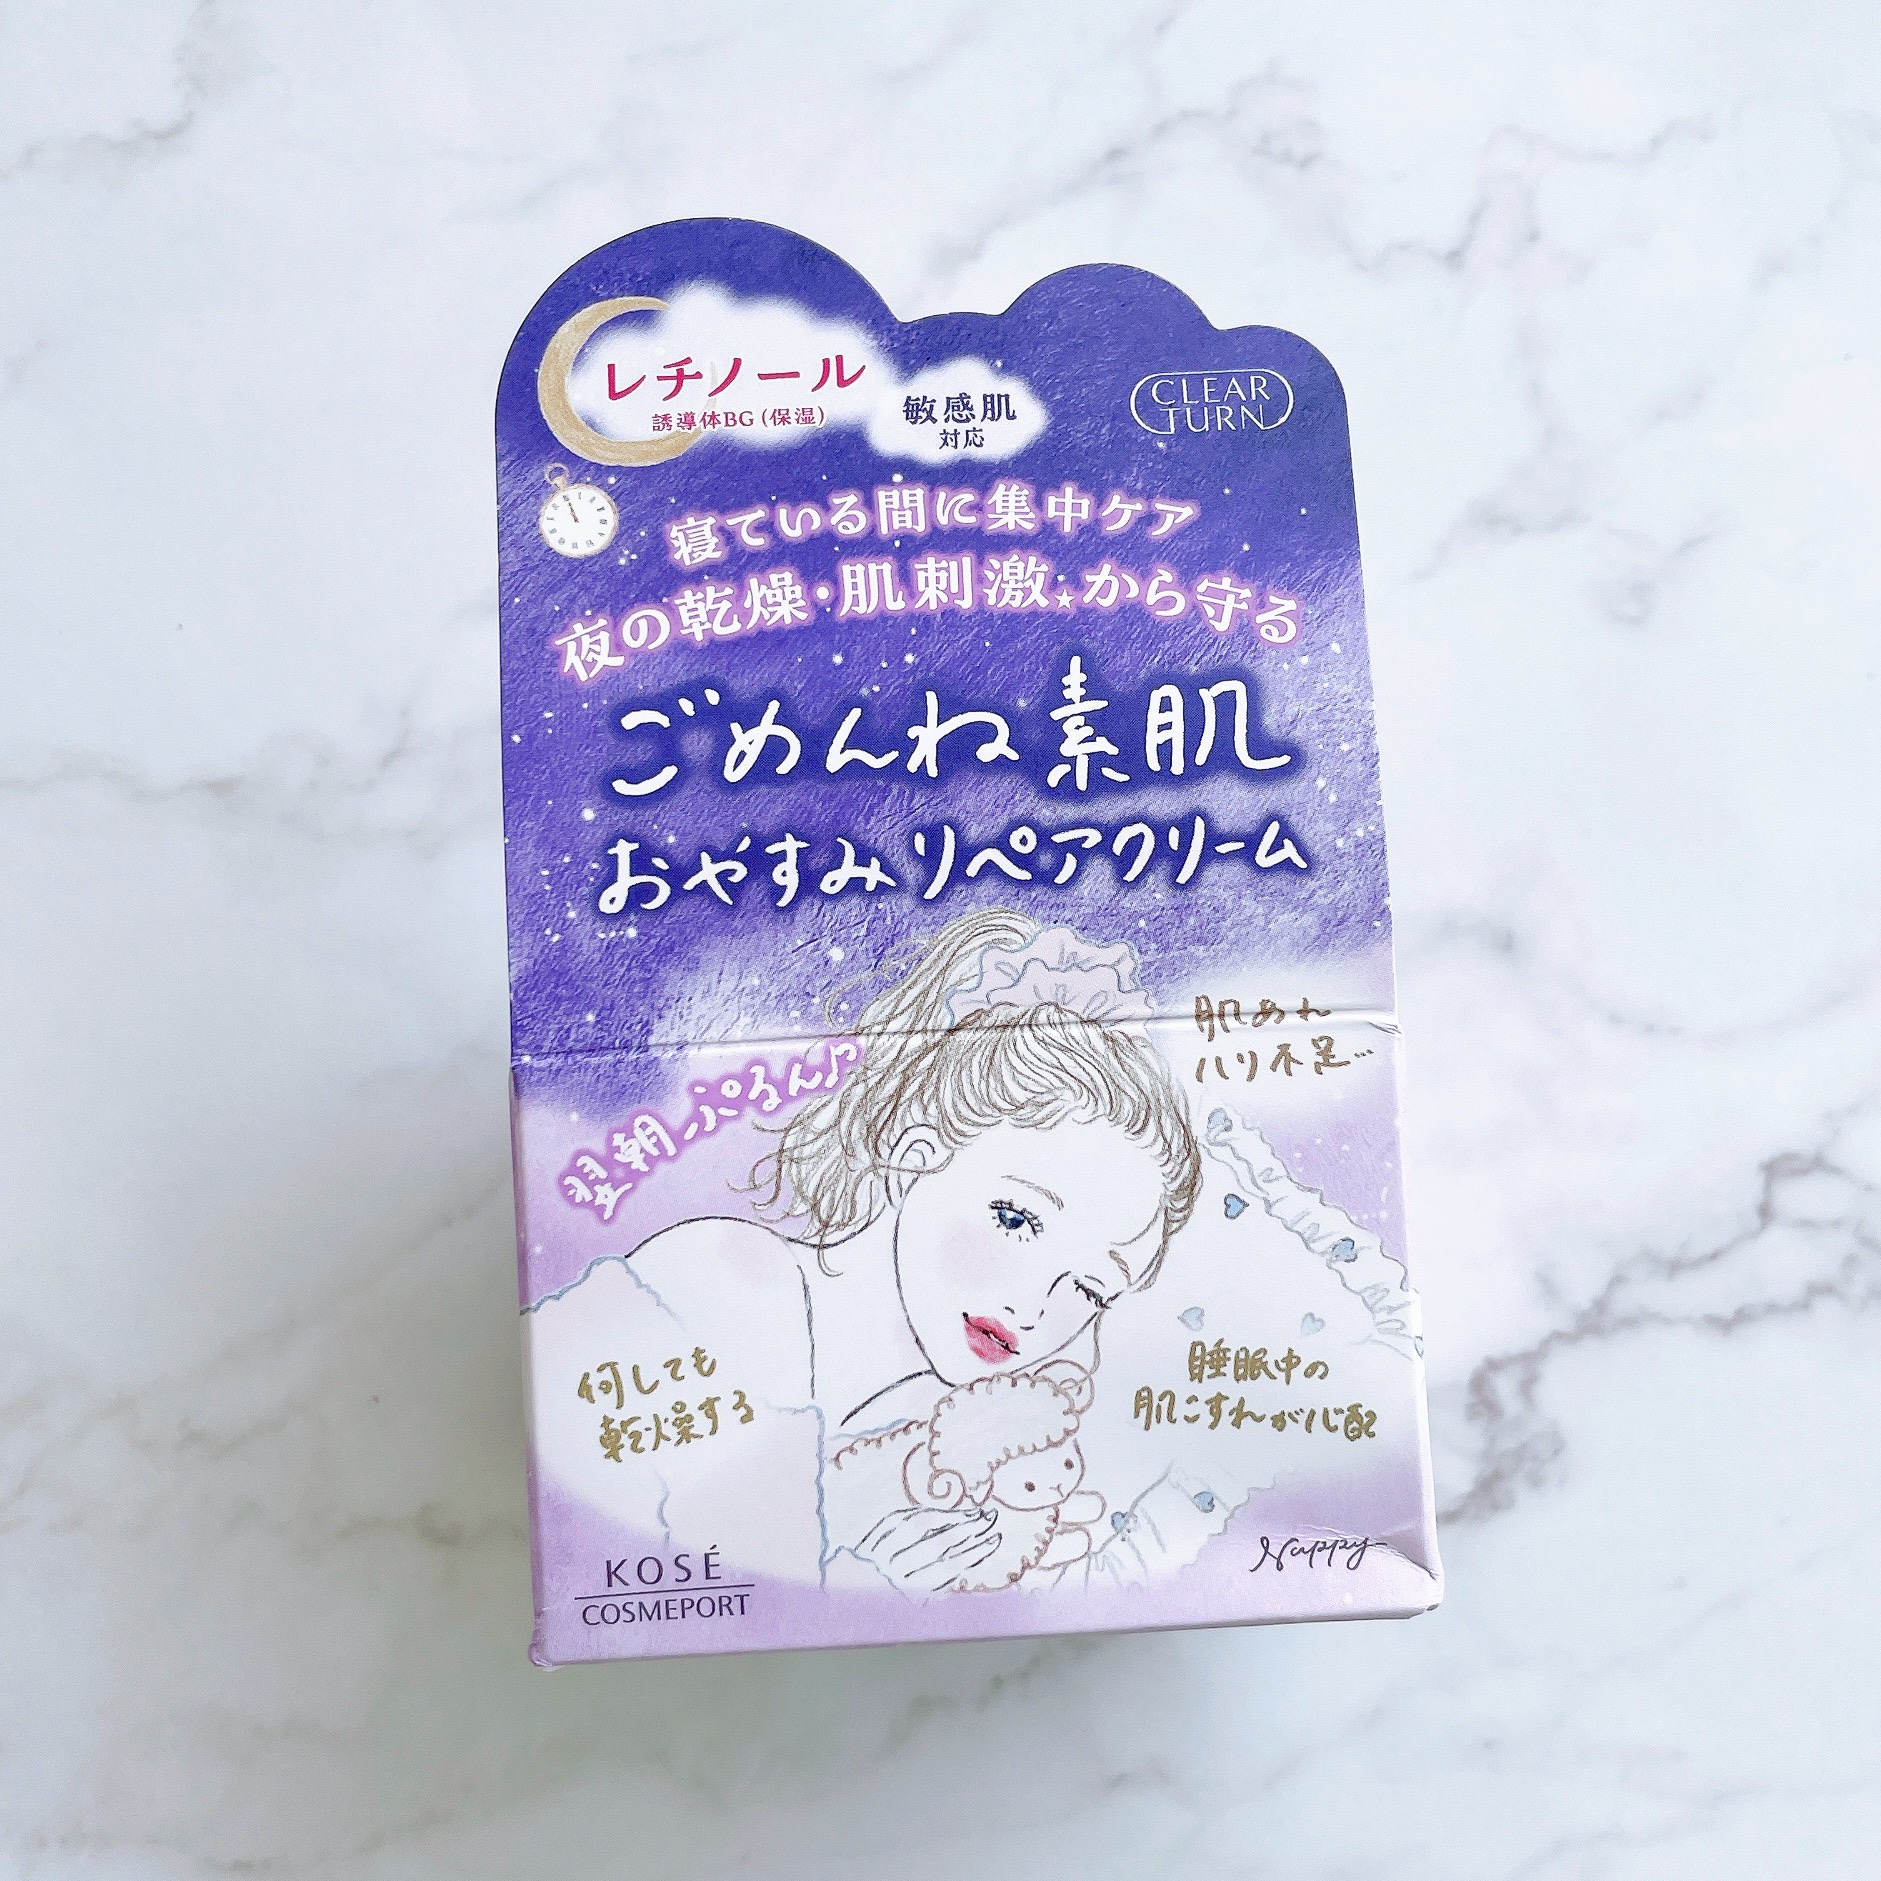 レチノール
誘導体BG(保湿)
敏感肌
対応
CLEAR
TURN
寝ている間に集中ケア
夜の乾燥・肌刺激★から守る
ごめんね素肌
おやすみリペアクリーム
肌あれ
ハリ不足…
翌朝ぷるん♪
何しても
乾燥する
睡眠中の
肌こすれが心配
Nappy
KOSÉ
COSMEPORT